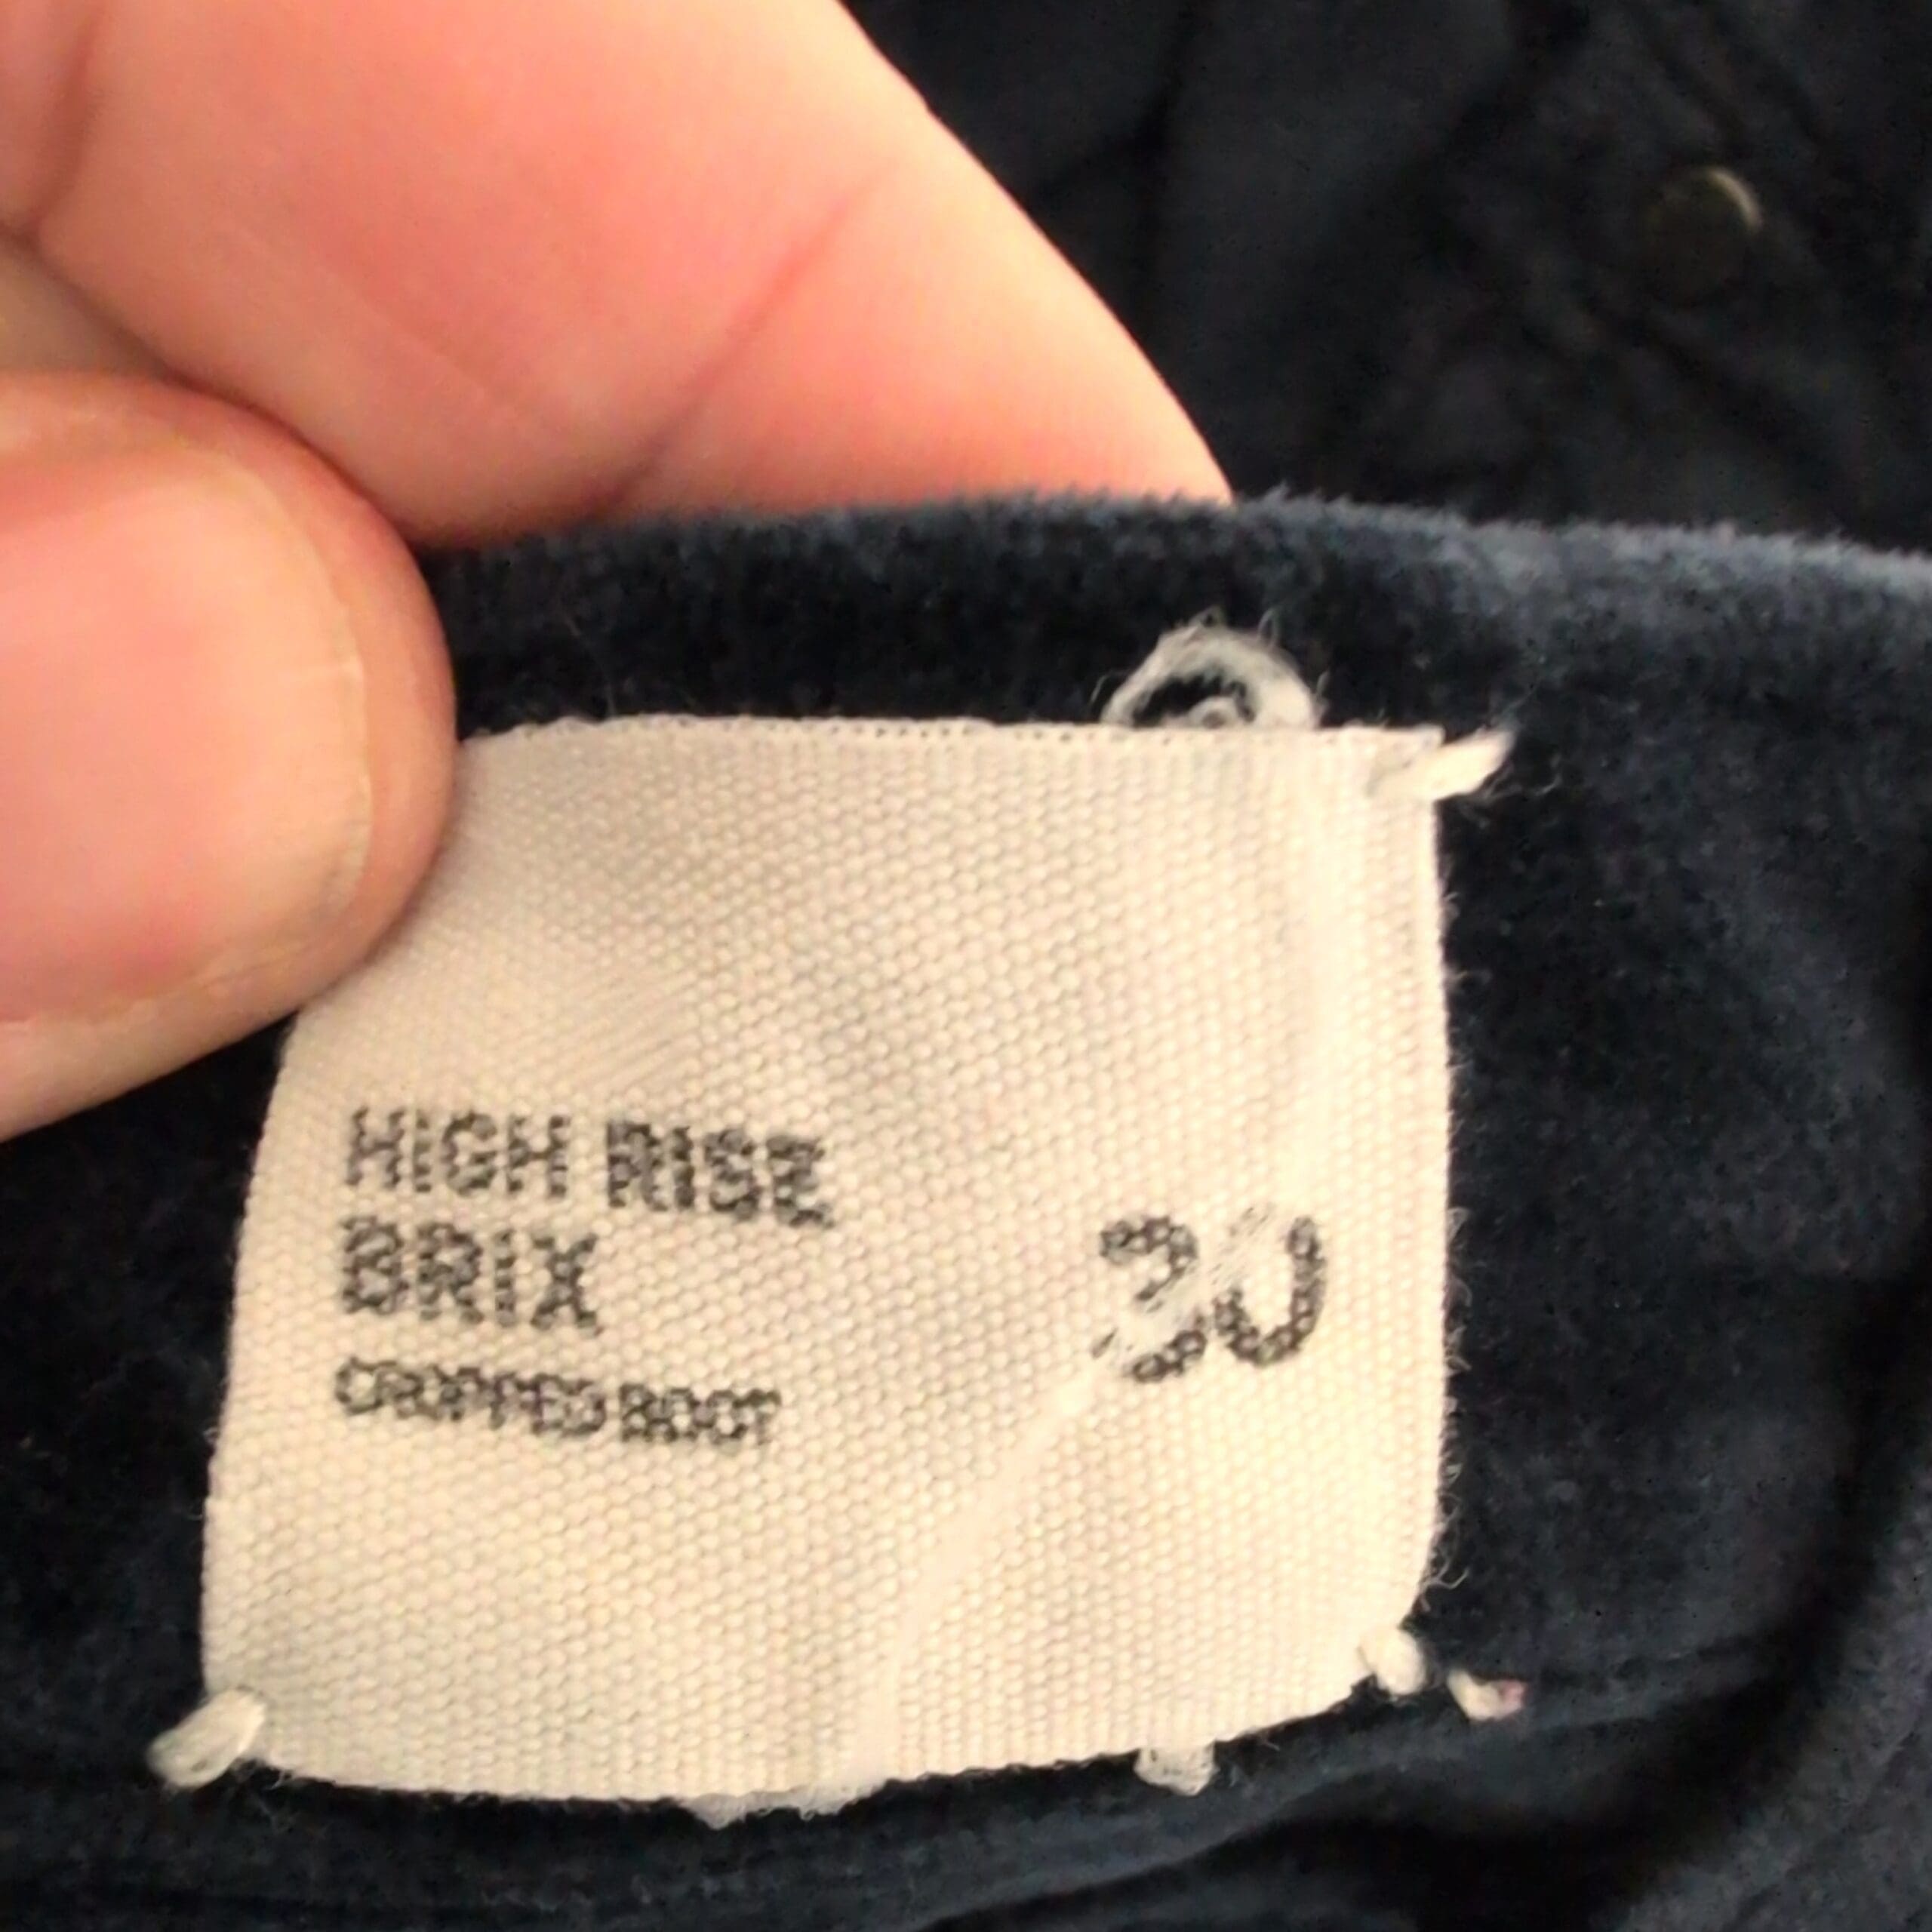 HIGH RISE
BRIX
CROPPED BOOT
30